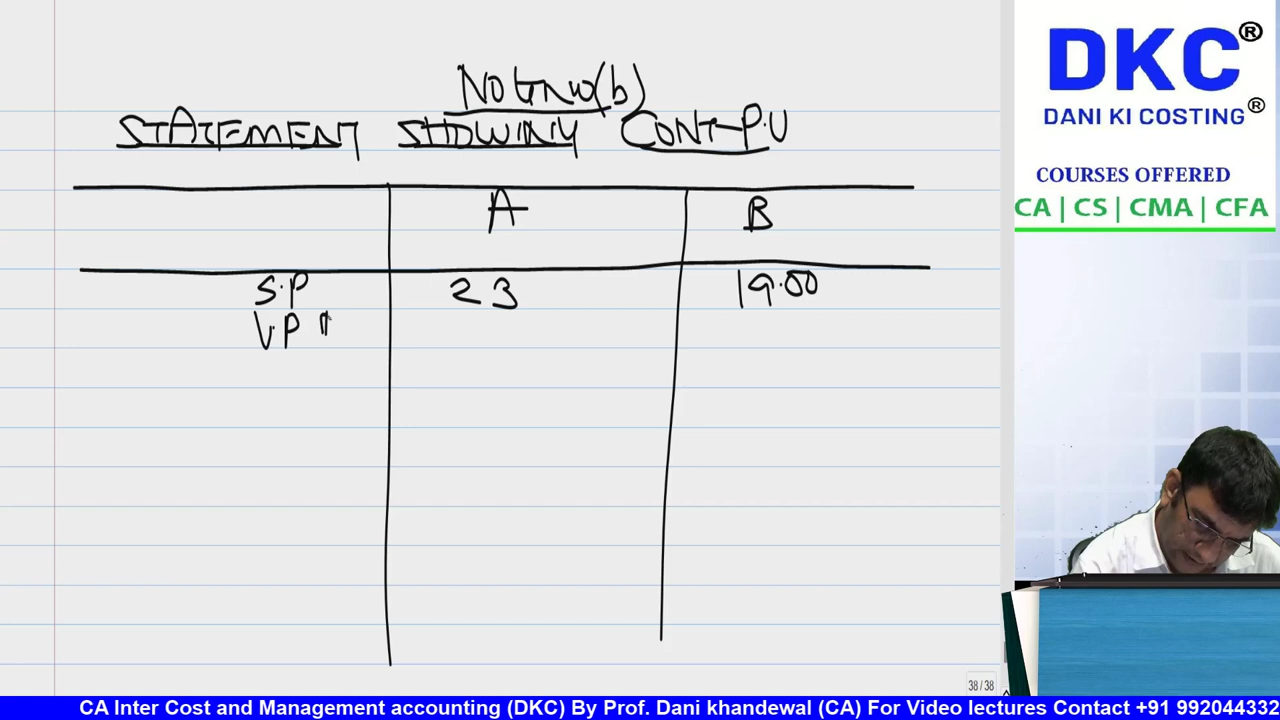 NOTE NO (b)
STATEMENT SHOWING CONT P.U
A B
S.P 23 19.00
V.P
38 / 38
DKC®
DANI KI COSTING®
COURSES OFFERED
CA | CS | CMA | CFA
CA Inter Cost and Management accounting (DKC) By Prof. Dani khandewal (CA) For Video lectures Contact +91 992044332